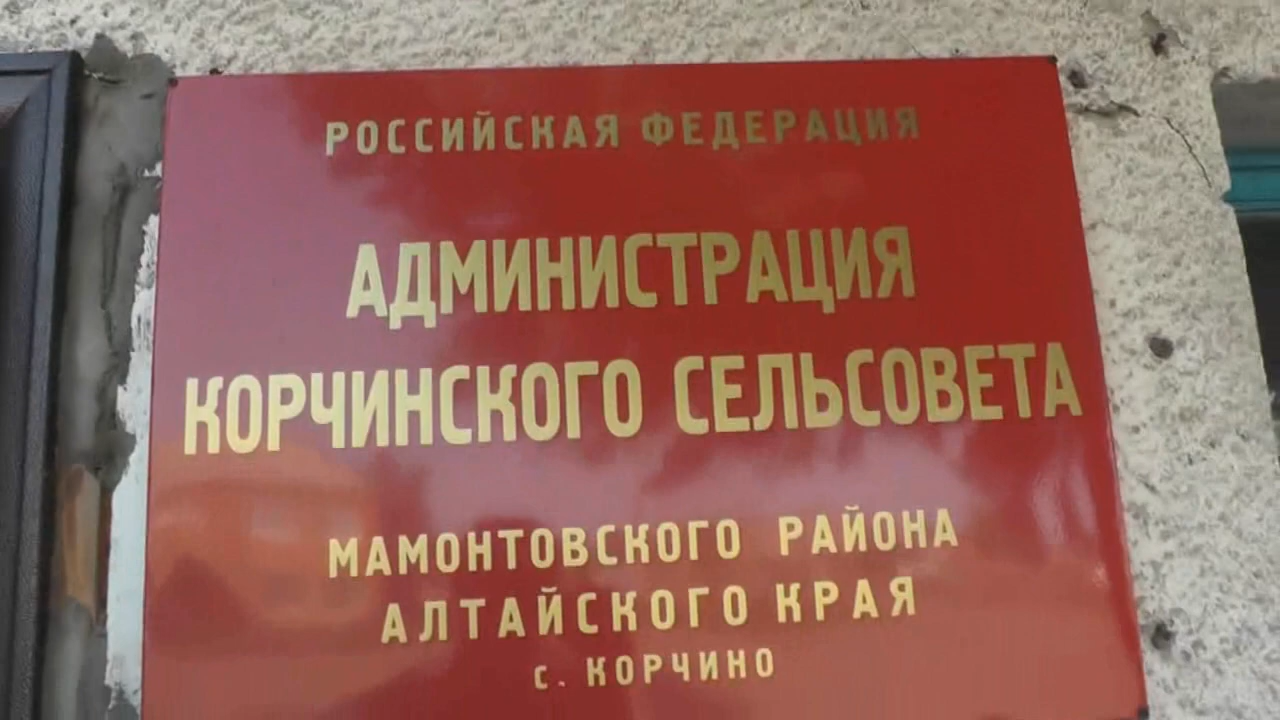 РОССИЙСКАЯ ФЕДЕРАЦИЯ
АДМИНИСТРАЦИЯ
КОРЧИНСКОГО СЕЛЬСОВЕТА
МАМОНТОВСКОГО РАЙОНА
АЛТАЙСКОГО КРАЯ
с. КОРЧИНО